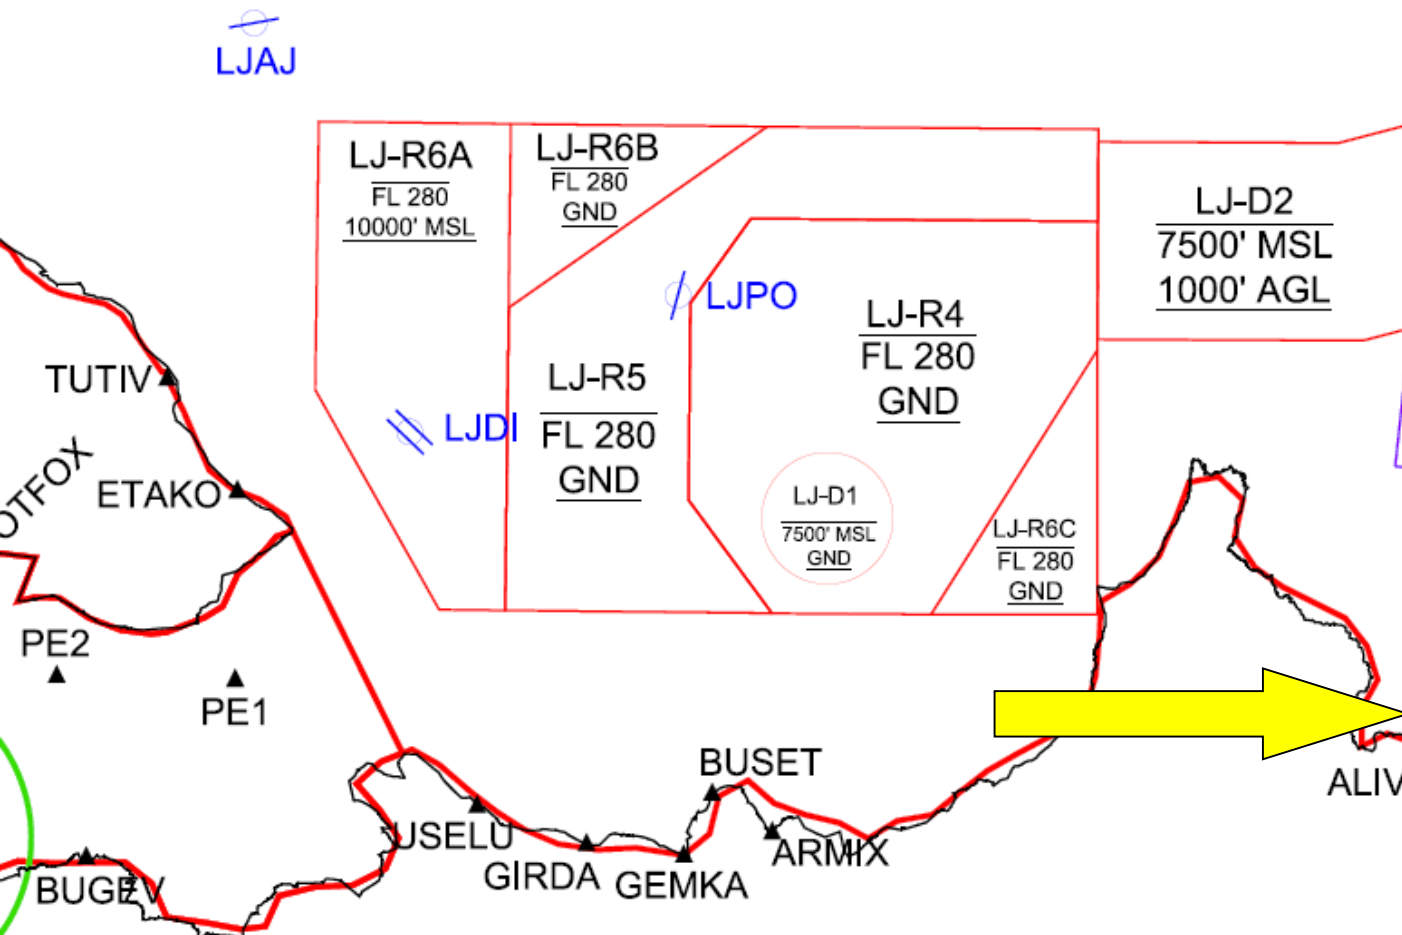 LJAJ
LJ-R6A
FL 280
10000' MSL
LJ-R6B
FL 280
GND
LJ-D2
7500' MSL
1000' AGL
LJPO
LJ-R4
FL 280
GND
TUTIV
LJ-R5
FL 280
GND
LJDI
OTFOX
ETAKO
LJ-D1
7500' MSL
GND
LJ-R6C
FL 280
GND
PE2
PE1
BUSET
ALIV
USELU
ARMIX
GIRDA
GEMKA
BUGEV